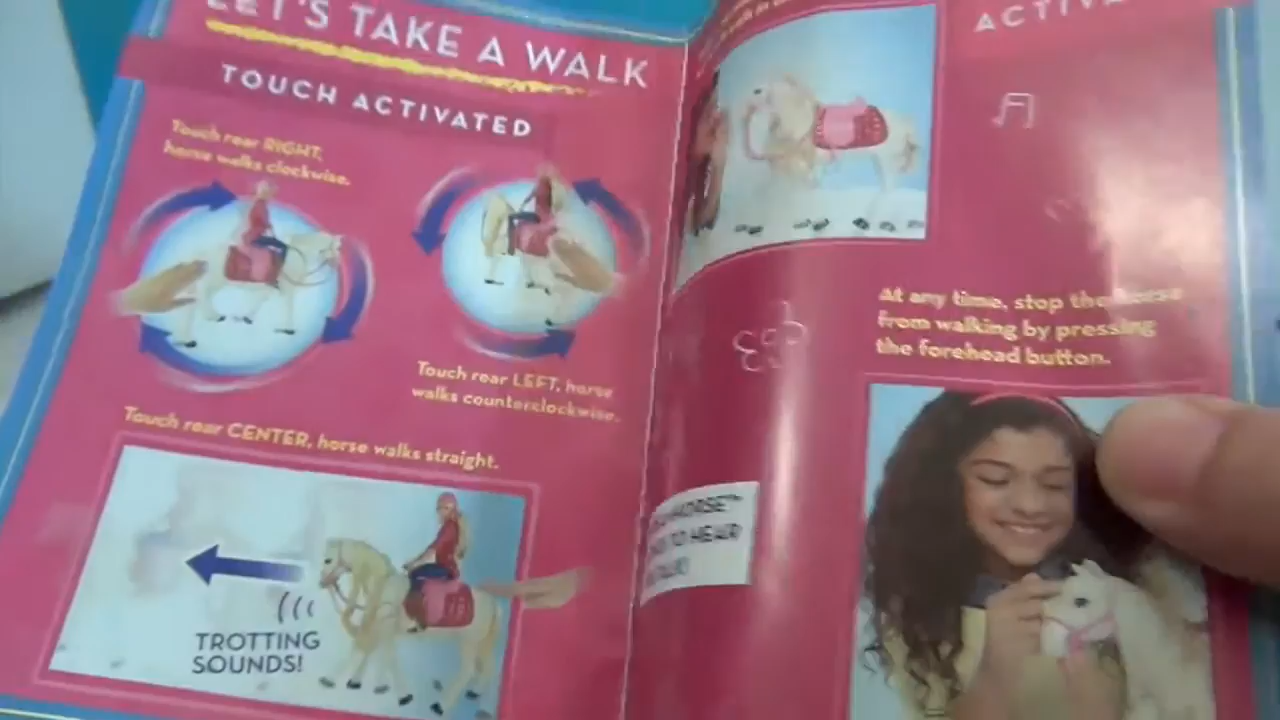 LET'S TAKE A WALK
TOUCH ACTIVATED
Touch rear RIGHT,
horse walks clockwise.
Touch rear LEFT, horse
walks counterclockwise.
Touch rear CENTER, horse walks straight.
TROTTING
SOUNDS!
TO HEAR
At any time, stop the horse
from walking by pressing
the forehead button.